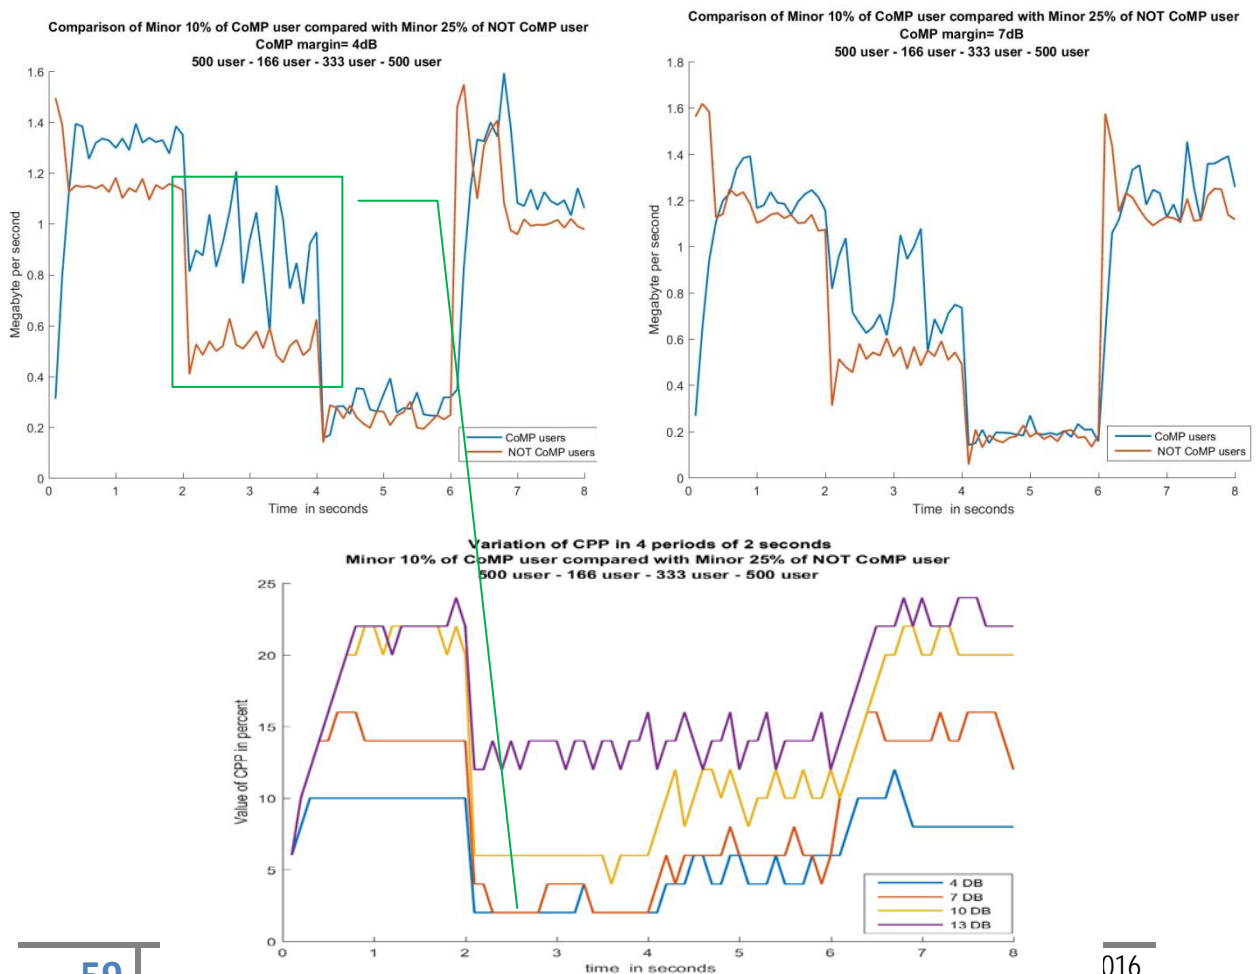 Comparison of Minor 10% of CoMP user compared with Minor 25% of NOT CoMP user
CoMP margin= 4dB
500 user - 166 user - 333 user - 500 user
1.6
1.4
1.2
1
0.8
0.6
0.4
0.2
0
Megabyte per second
0 1 2 3 4 5 6 7 8
Time in seconds
CoMP users
NOT CoMP users
Comparison of Minor 10% of CoMP user compared with Minor 25% of NOT CoMP user
CoMP margin= 7dB
500 user - 166 user - 333 user - 500 user
1.8
1.6
1.4
1.2
1
0.8
0.6
0.4
0.2
0
Megabyte per second
0 1 2 3 4 5 6 7 8
Time in seconds
CoMP users
NOT CoMP users
Variation of CPP in 4 periods of 2 seconds
Minor 10% of CoMP user compared with Minor 25% of NOT CoMP user
500 user - 166 user - 333 user - 500 user
25
20
15
10
5
0
Value of CPP in percent
0 1 2 3 4 5 6 7 8
time in seconds
4 DB
7 DB
10 DB
13 DB
59
016